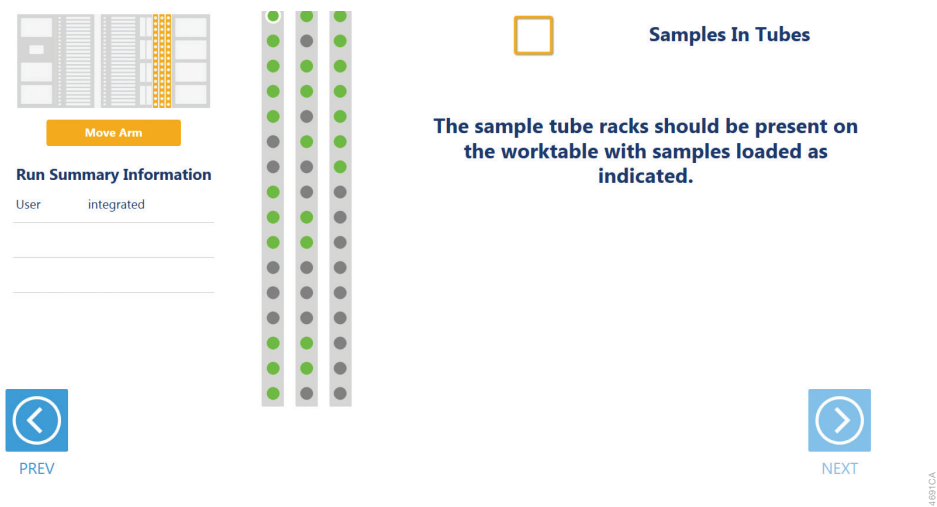 Samples In Tubes
Move Arm
The sample tube racks should be present on
the worktable with samples loaded as
indicated.
Run Summary Information
User integrated
PREV
NEXT
4691CA